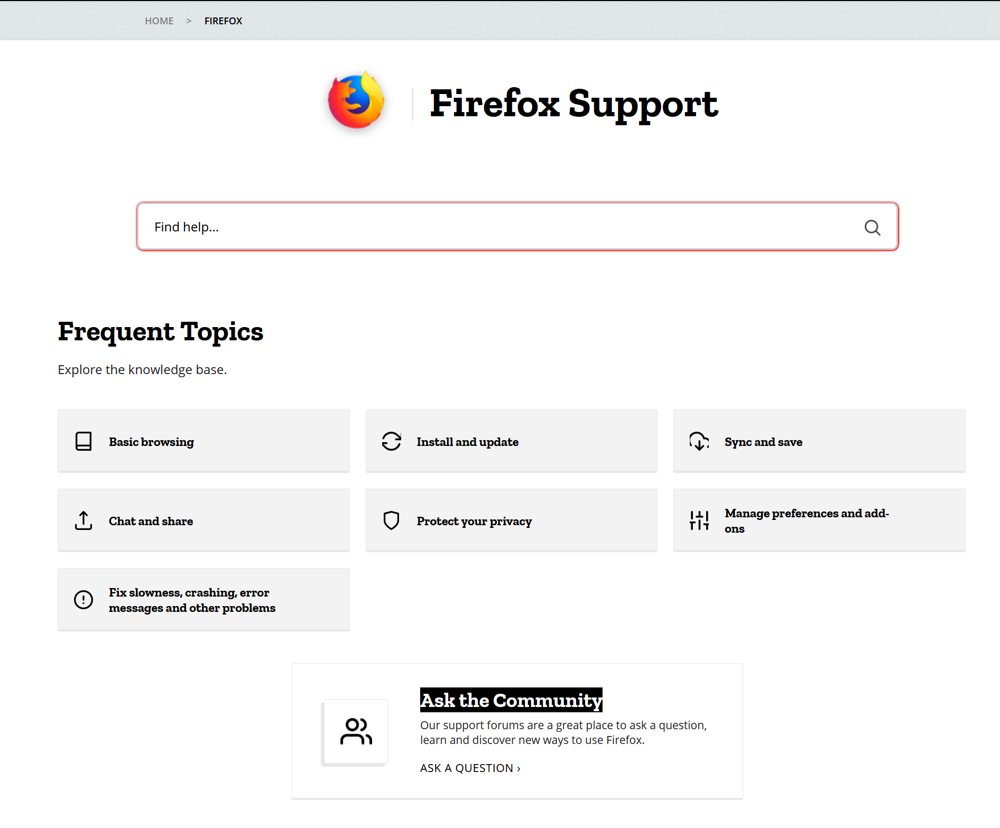 HOME > FIREFOX
Firefox Support
Find help...
Frequent Topics
Explore the knowledge base.
Basic browsing
Install and update
Sync and save
Chat and share
Protect your privacy
Manage preferences and add-
ons
Fix slowness, crashing, error
messages and other problems
Ask the Community
Our support forums are a great place to ask a question,
learn and discover new ways to use Firefox.
ASK A QUESTION ›